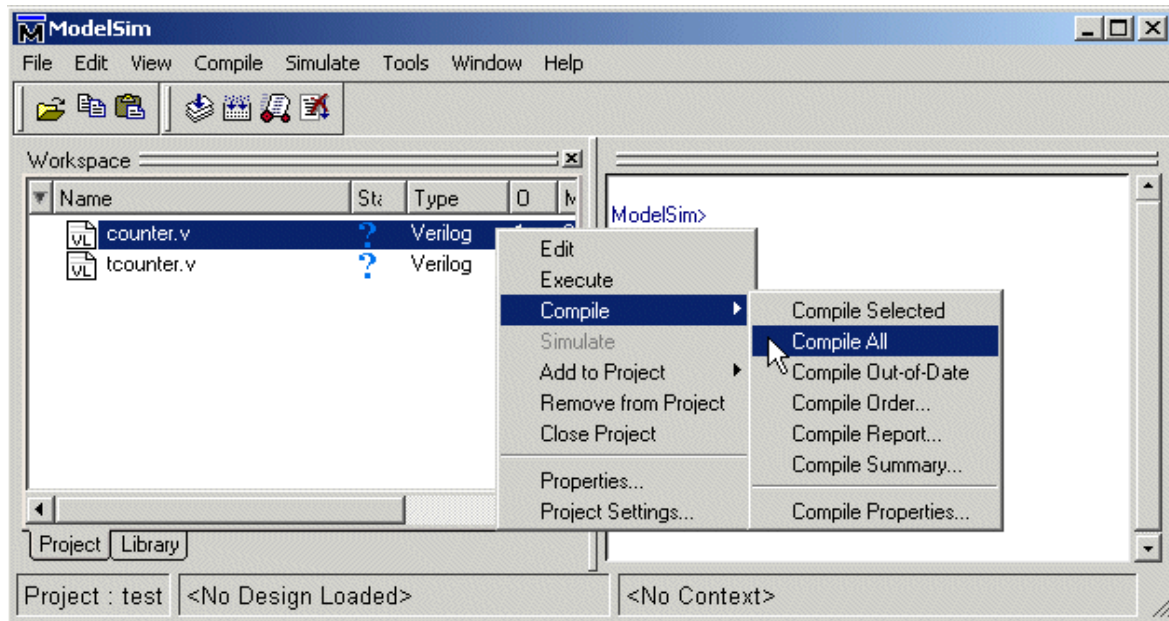 ModelSim
File Edit View Compile Simulate Tools Window Help
Workspace
Name Sta Type O M
counter.v ? Verilog
tcounter.v ? Verilog
ModelSim>
Edit
Execute
Compile
Simulate
Add to Project
Remove from Project
Close Project
Properties...
Project Settings...
Compile Selected
Compile All
Compile Out-of-Date
Compile Order...
Compile Report...
Compile Summary...
Compile Properties...
Project Library
Project : test <No Design Loaded> <No Context>